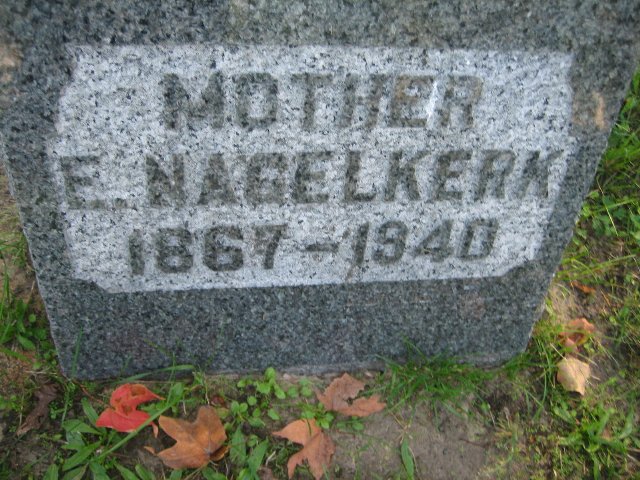 MOTHER
E. NAGELKERK
1867-1940